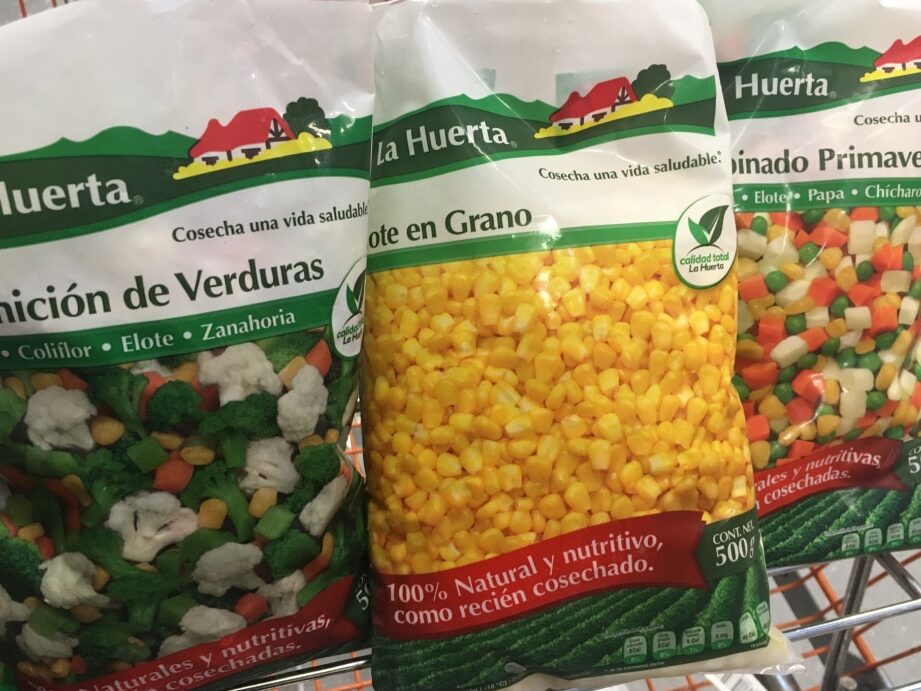 Huerta®
Cosecha una vida saludable
nición de Verduras
• Coliflor • Elote • Zanahoria
calidad total
La Huerta
Naturales y nutritivas,
cosechadas.
La Huerta®
Cosecha una vida saludable.
ote en Grano
calidad total
La Huerta
100% Natural y nutritivo,
como recién cosechado.
CONT. NET.
500g
Huerta®
Cosecha u
binado Primave
• Elote • Papa • Chícharo
rales y nutritivas,
n cosechadas.